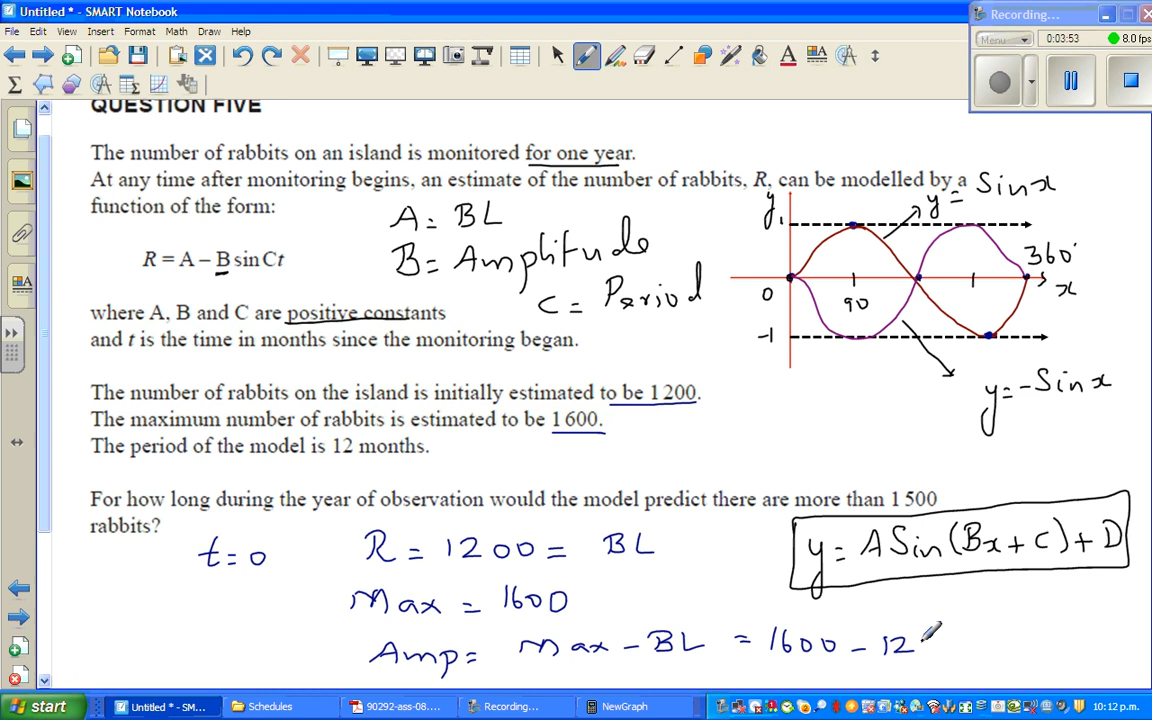 Untitled * - SMART Notebook
Recording...
File Edit View Insert Format Math Draw Help
Menu
0:03:53
8.0 fps
QUESTION FIVE
The number of rabbits on an island is monitored for one year.
At any time after monitoring begins, an estimate of the number of rabbits, R, can be modelled by a
function of the form:
A = BL
R = A – B sin Ct
B = Amplitude
C = Period
where A, B and C are positive constants
and t is the time in months since the monitoring began.
y
1
y = Sin x
360°
x
0
90
-1
y = -Sin x
The number of rabbits on the island is initially estimated to be 1 200.
The maximum number of rabbits is estimated to be 1 600.
The period of the model is 12 months.
For how long during the year of observation would the model predict there are more than 1 500
rabbits?
t = 0
R = 1200 = BL
y = A Sin (Bx + C) + D
Max = 1600
Amp = Max - BL = 1600 - 12
start
Untitled * - SM...
Schedules
90292-ass-08....
Recording...
NewGraph
10:12 p.m.